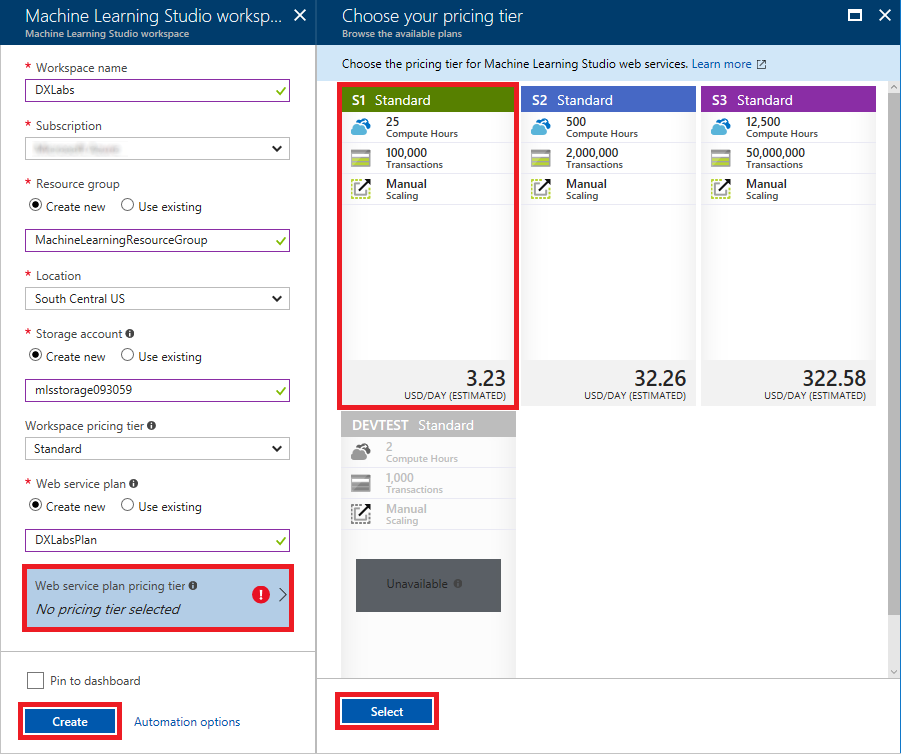 Machine Learning Studio worksp...
Machine Learning Studio workspace
* Workspace name
DXLabs
* Subscription
* Resource group
Create new Use existing
MachineLearningResourceGroup
* Location
South Central US
* Storage account
Create new Use existing
mlsstorage093059
Workspace pricing tier
Standard
* Web service plan
Create new Use existing
DXLabsPlan
Web service plan pricing tier
No pricing tier selected
Pin to dashboard
Create Automation options
Choose your pricing tier
Browse the available plans
Choose the pricing tier for Machine Learning Studio web services. Learn more
S1 Standard
25
Compute Hours
100,000
Transactions
Manual
Scaling
3.23
USD/DAY (ESTIMATED)
S2 Standard
500
Compute Hours
2,000,000
Transactions
Manual
Scaling
32.26
USD/DAY (ESTIMATED)
S3 Standard
12,500
Compute Hours
50,000,000
Transactions
Manual
Scaling
322.58
USD/DAY (ESTIMATED)
DEVTEST Standard
2
Compute Hours
1,000
Transactions
Manual
Scaling
Unavailable
Select